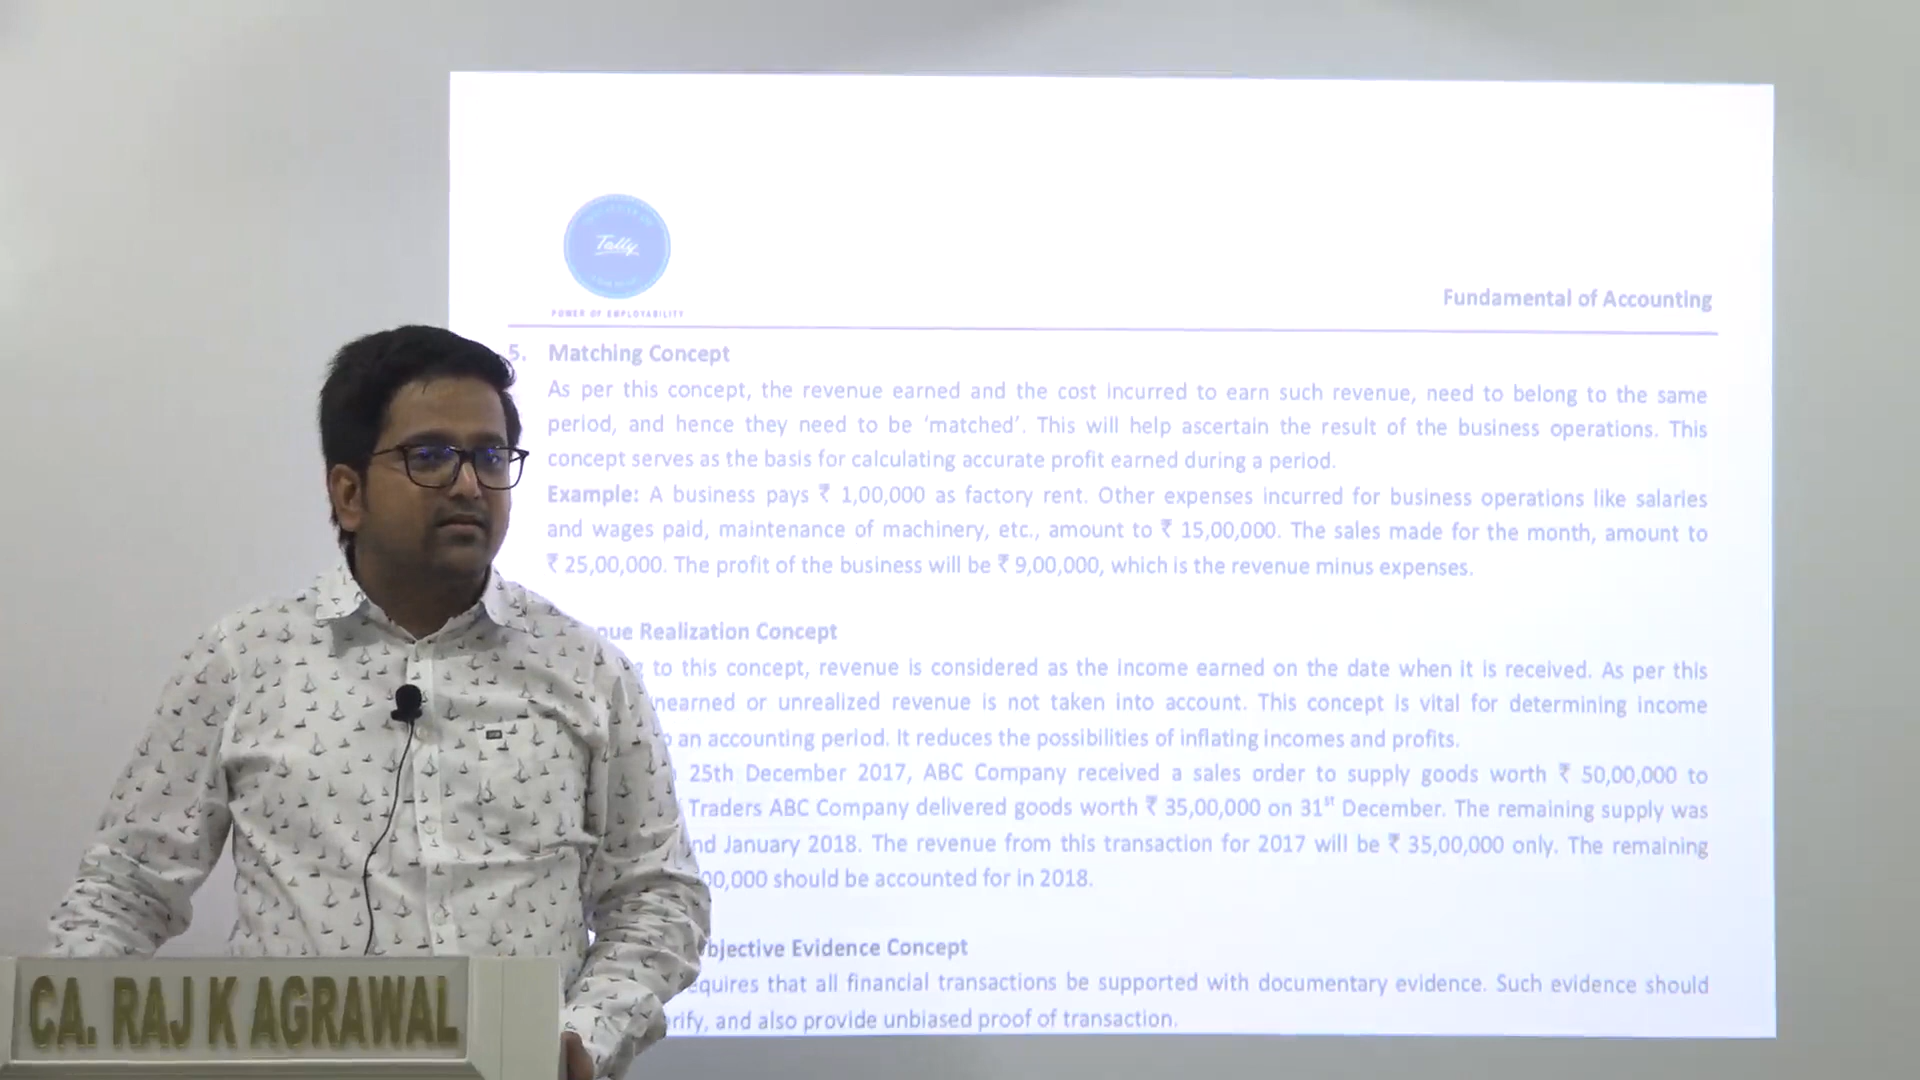 Tally
POWER OF EMPLOYABILITY
Fundamental of Accounting
5. Matching Concept
As per this concept, the revenue earned and the cost incurred to earn such revenue, need to belong to the same
period, and hence they need to be ‘matched’. This will help ascertain the result of the business operations. This
concept serves as the basis for calculating accurate profit earned during a period.
Example: A business pays ₹ 1,00,000 as factory rent. Other expenses incurred for business operations like salaries
and wages paid, maintenance of machinery, etc., amount to ₹ 15,00,000. The sales made for the month, amount to
₹ 25,00,000. The profit of the business will be ₹ 9,00,000, which is the revenue minus expenses.
Realization Concept
to this concept, revenue is considered as the income earned on the date when it is received. As per this
or unrealized revenue is not taken into account. This concept is vital for determining income
an accounting period. It reduces the possibilities of inflating incomes and profits.
25th December 2017, ABC Company received a sales order to supply goods worth ₹ 50,00,000 to
Traders ABC Company delivered goods worth ₹ 35,00,000 on 31st December. The remaining supply was
January 2018. The revenue from this transaction for 2017 will be ₹ 35,00,000 only. The remaining
00,000 should be accounted for in 2018.
bjective Evidence Concept
equires that all financial transactions be supported with documentary evidence. Such evidence should
rify, and also provide unbiased proof of transaction.
CA. RAJ K AGRAWAL